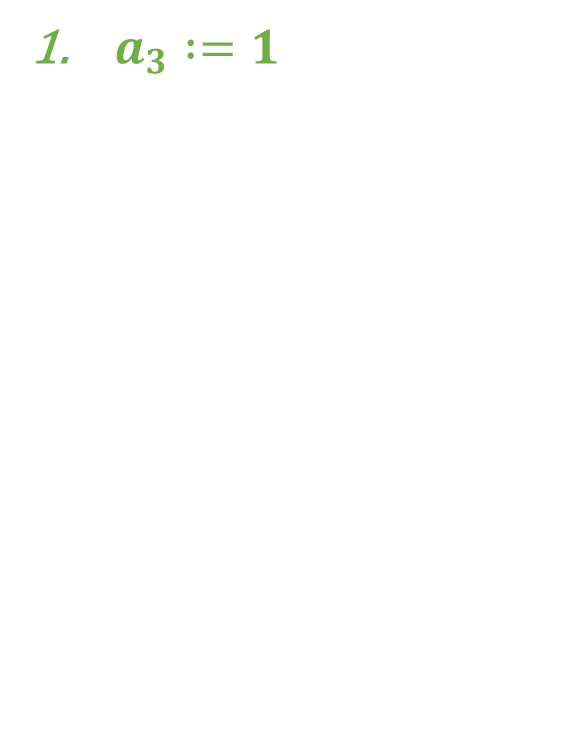 1. a₃ := 1